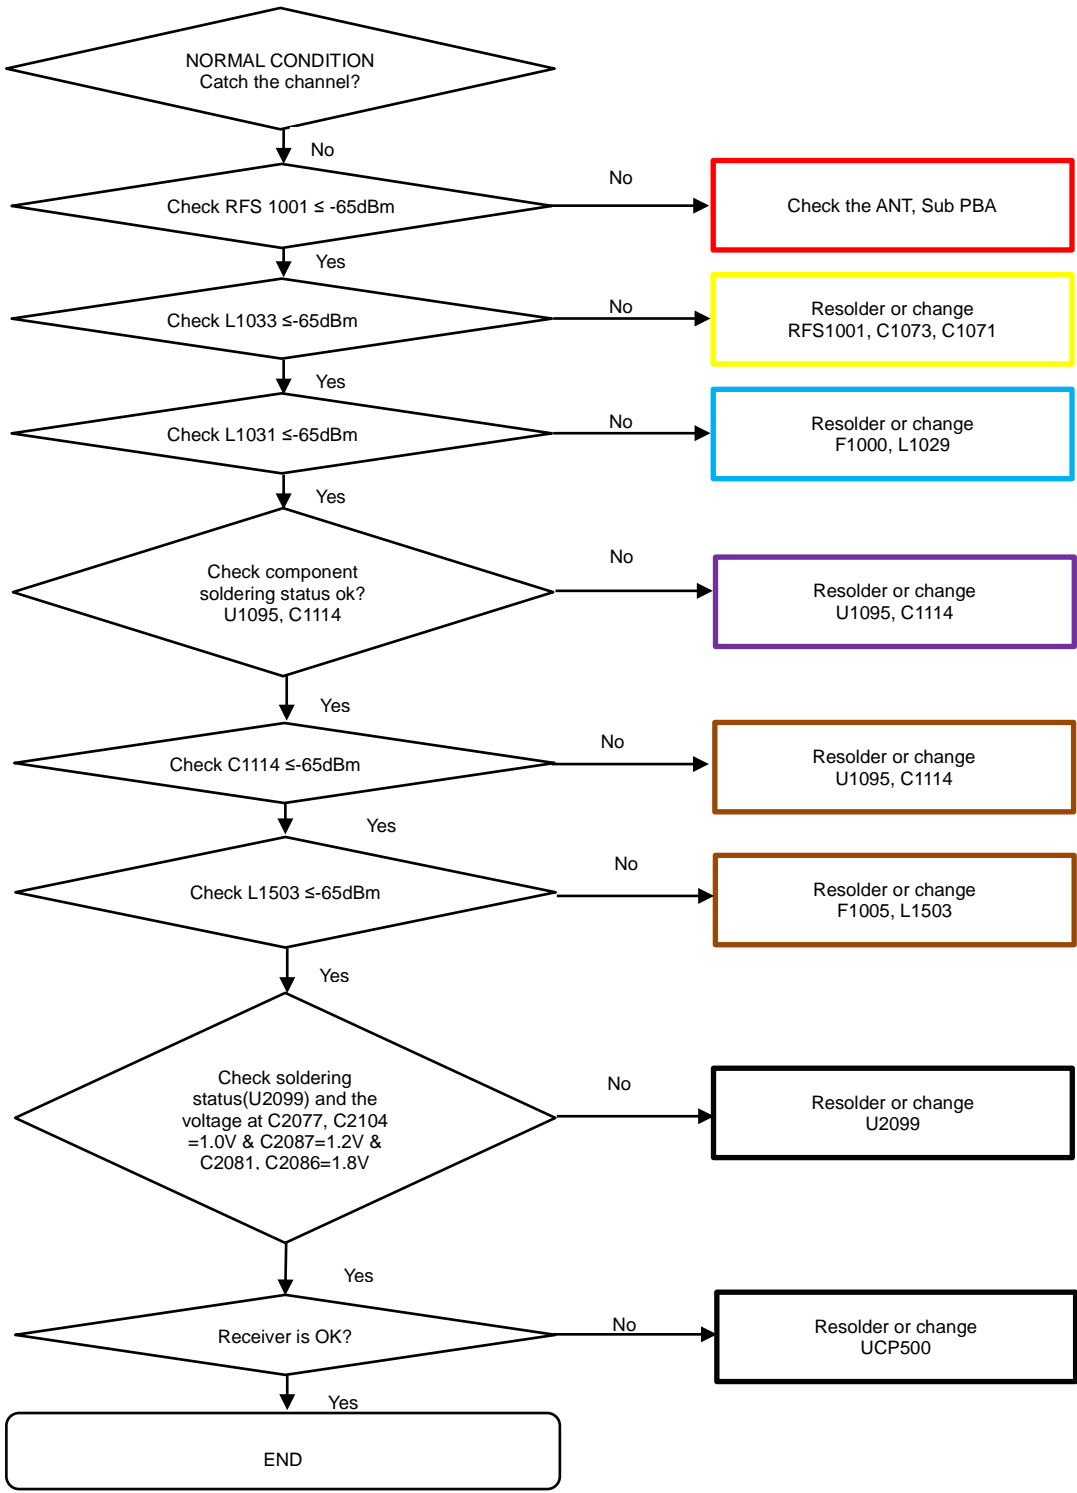 NORMAL CONDITION
Catch the channel?
No
Check RFS 1001 ≤ -65dBm
No
Check the ANT, Sub PBA
Yes
Check L1033 ≤-65dBm
No
Resolder or change
RFS1001, C1073, C1071
Yes
Check L1031 ≤-65dBm
No
Resolder or change
F1000, L1029
Yes
Check component
soldering status ok?
U1095, C1114
No
Resolder or change
U1095, C1114
Yes
Check C1114 ≤-65dBm
No
Resolder or change
U1095, C1114
Yes
Check L1503 ≤-65dBm
No
Resolder or change
F1005, L1503
Yes
Check soldering
status(U2099) and the
voltage at C2077, C2104
=1.0V & C2087=1.2V &
C2081, C2086=1.8V
No
Resolder or change
U2099
Yes
Receiver is OK?
No
Resolder or change
UCP500
Yes
END